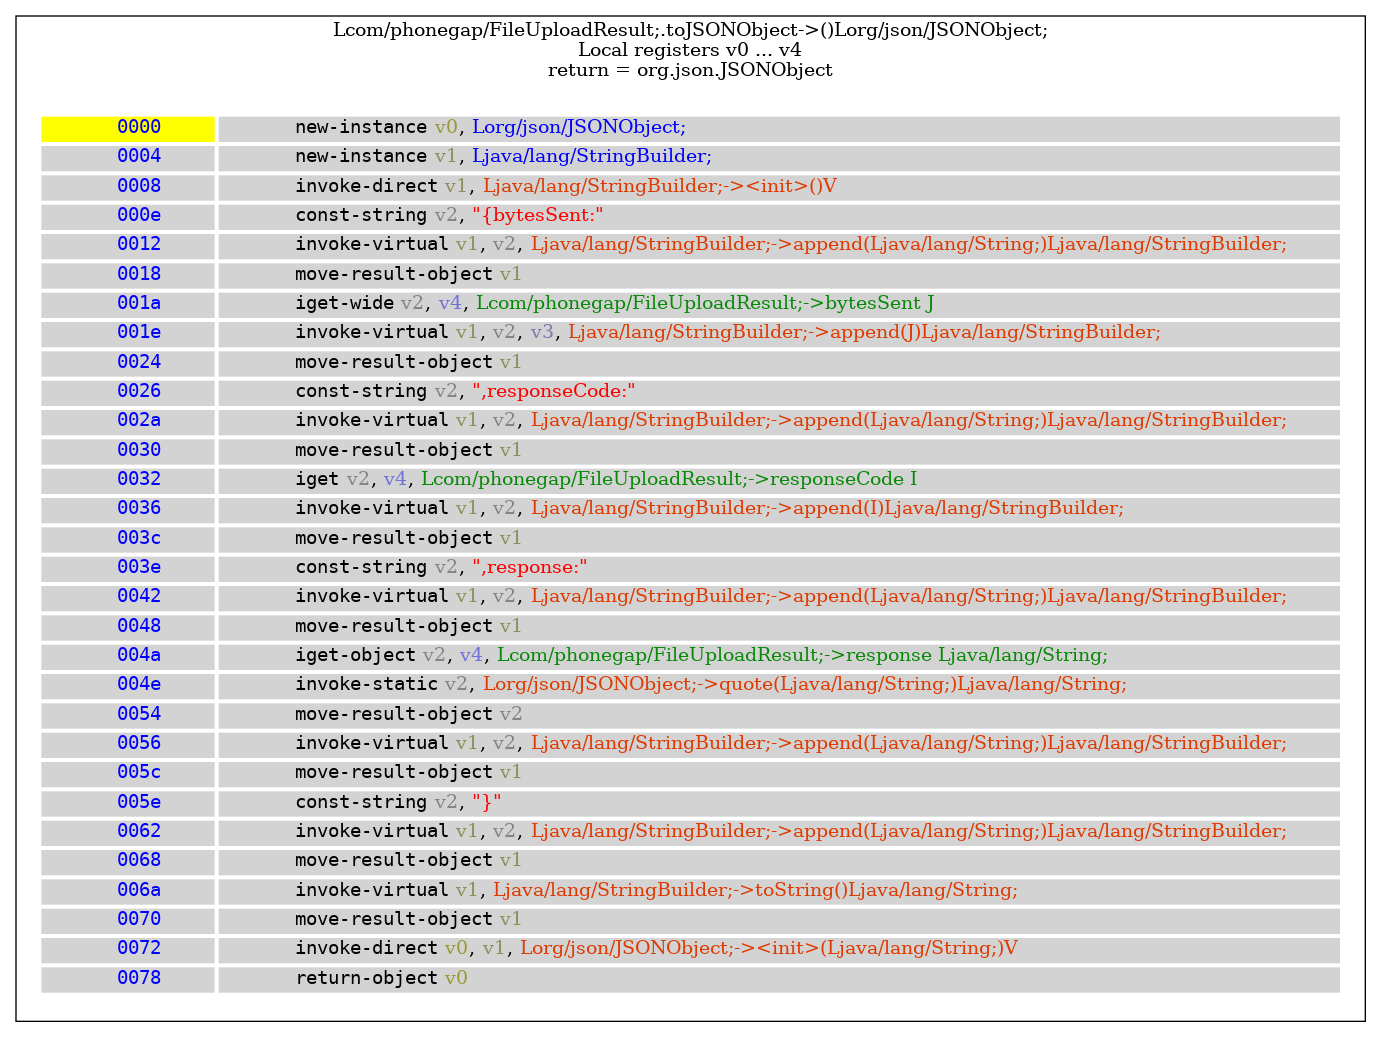 Lcom/phonegap/FileUploadResult;.toJSONObject->()Lorg/json/JSONObject;
Local registers v0 ... v4
return = org.json.JSONObject
0000 new-instance v0, Lorg/json/JSONObject;
0004 new-instance v1, Ljava/lang/StringBuilder;
0008 invoke-direct v1, Ljava/lang/StringBuilder;-><init>()V
000e const-string v2, "{bytesSent:"
0012 invoke-virtual v1, v2, Ljava/lang/StringBuilder;->append(Ljava/lang/String;)Ljava/lang/StringBuilder;
0018 move-result-object v1
001a iget-wide v2, v4, Lcom/phonegap/FileUploadResult;->bytesSent J
001e invoke-virtual v1, v2, v3, Ljava/lang/StringBuilder;->append(J)Ljava/lang/StringBuilder;
0024 move-result-object v1
0026 const-string v2, ",responseCode:"
002a invoke-virtual v1, v2, Ljava/lang/StringBuilder;->append(Ljava/lang/String;)Ljava/lang/StringBuilder;
0030 move-result-object v1
0032 iget v2, v4, Lcom/phonegap/FileUploadResult;->responseCode I
0036 invoke-virtual v1, v2, Ljava/lang/StringBuilder;->append(I)Ljava/lang/StringBuilder;
003c move-result-object v1
003e const-string v2, ",response:"
0042 invoke-virtual v1, v2, Ljava/lang/StringBuilder;->append(Ljava/lang/String;)Ljava/lang/StringBuilder;
0048 move-result-object v1
004a iget-object v2, v4, Lcom/phonegap/FileUploadResult;->response Ljava/lang/String;
004e invoke-static v2, Lorg/json/JSONObject;->quote(Ljava/lang/String;)Ljava/lang/String;
0054 move-result-object v2
0056 invoke-virtual v1, v2, Ljava/lang/StringBuilder;->append(Ljava/lang/String;)Ljava/lang/StringBuilder;
005c move-result-object v1
005e const-string v2, "}"
0062 invoke-virtual v1, v2, Ljava/lang/StringBuilder;->append(Ljava/lang/String;)Ljava/lang/StringBuilder;
0068 move-result-object v1
006a invoke-virtual v1, Ljava/lang/StringBuilder;->toString()Ljava/lang/String;
0070 move-result-object v1
0072 invoke-direct v0, v1, Lorg/json/JSONObject;-><init>(Ljava/lang/String;)V
0078 return-object v0